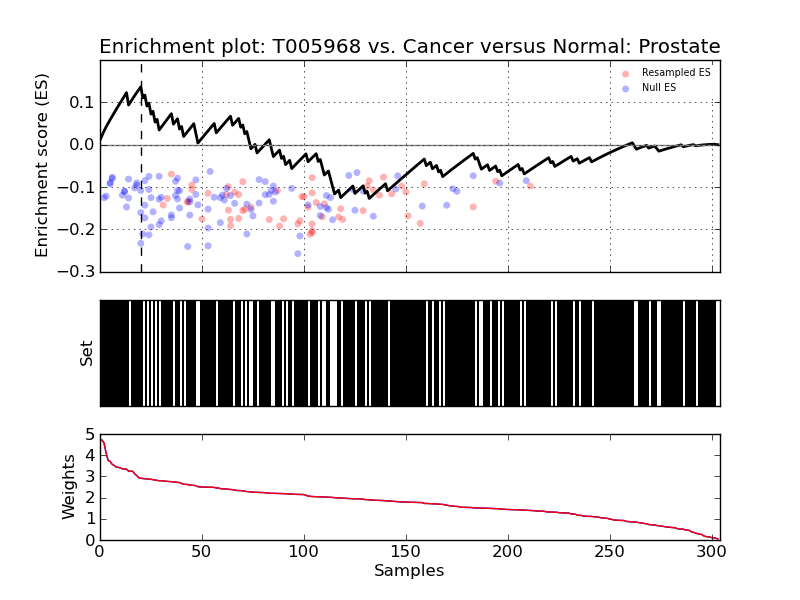 Enrichment plot: T005968 vs. Cancer versus Normal: Prostate
Enrichment score (ES)
0.1
0.0
−0.1
−0.2
−0.3
Resampled ES
Null ES
Set
Weights
5
4
3
2
1
0
0 50 100 150 200 250 300
Samples